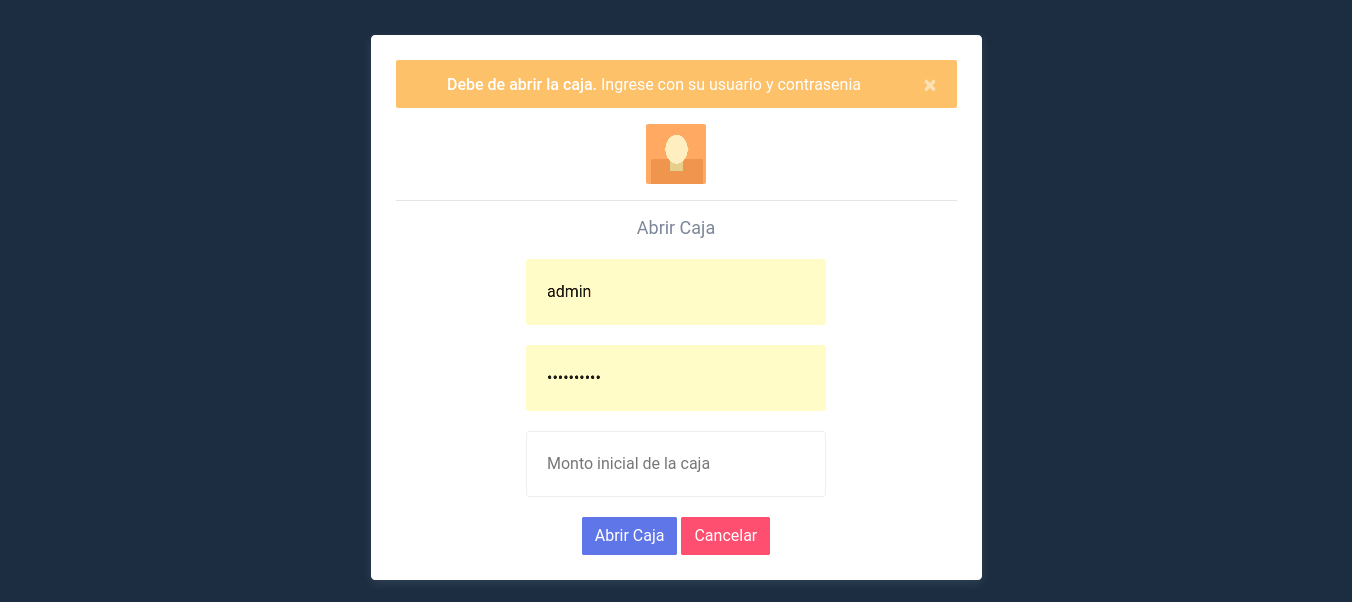 Debe de abrir la caja. Ingrese con su usuario y contrasenia ×
Abrir Caja
admin
••••••••••
Monto inicial de la caja
Abrir Caja Cancelar